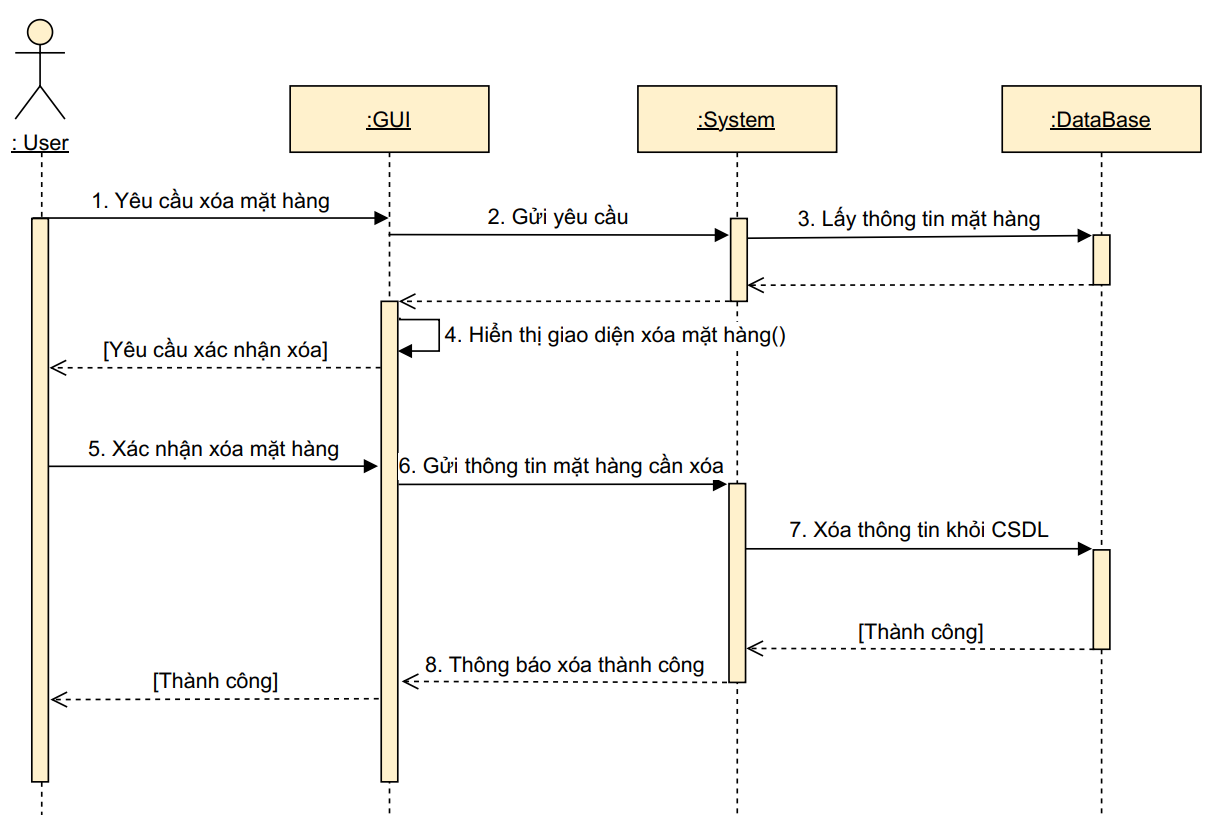 : User
:GUI
:System
:DataBase
1. Yêu cầu xóa mặt hàng
2. Gửi yêu cầu
3. Lấy thông tin mặt hàng
4. Hiển thị giao diện xóa mặt hàng()
[Yêu cầu xác nhận xóa]
5. Xác nhận xóa mặt hàng
6. Gửi thông tin mặt hàng cần xóa
7. Xóa thông tin khỏi CSDL
[Thành công]
8. Thông báo xóa thành công
[Thành công]